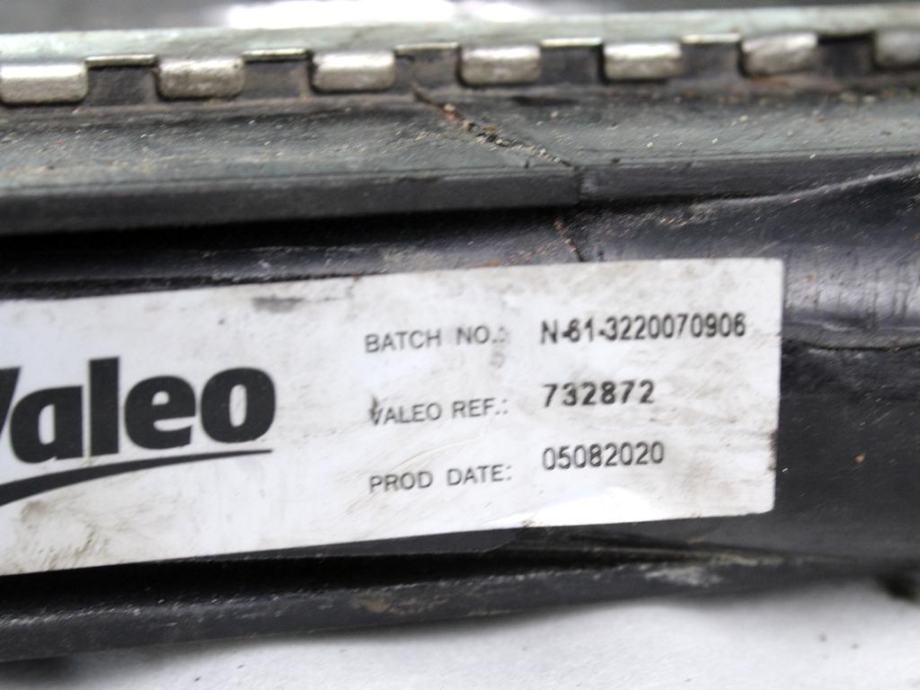 Valeo
BATCH NO.: N-61-3220070906
VALEO REF.: 732872
PROD DATE: 05082020